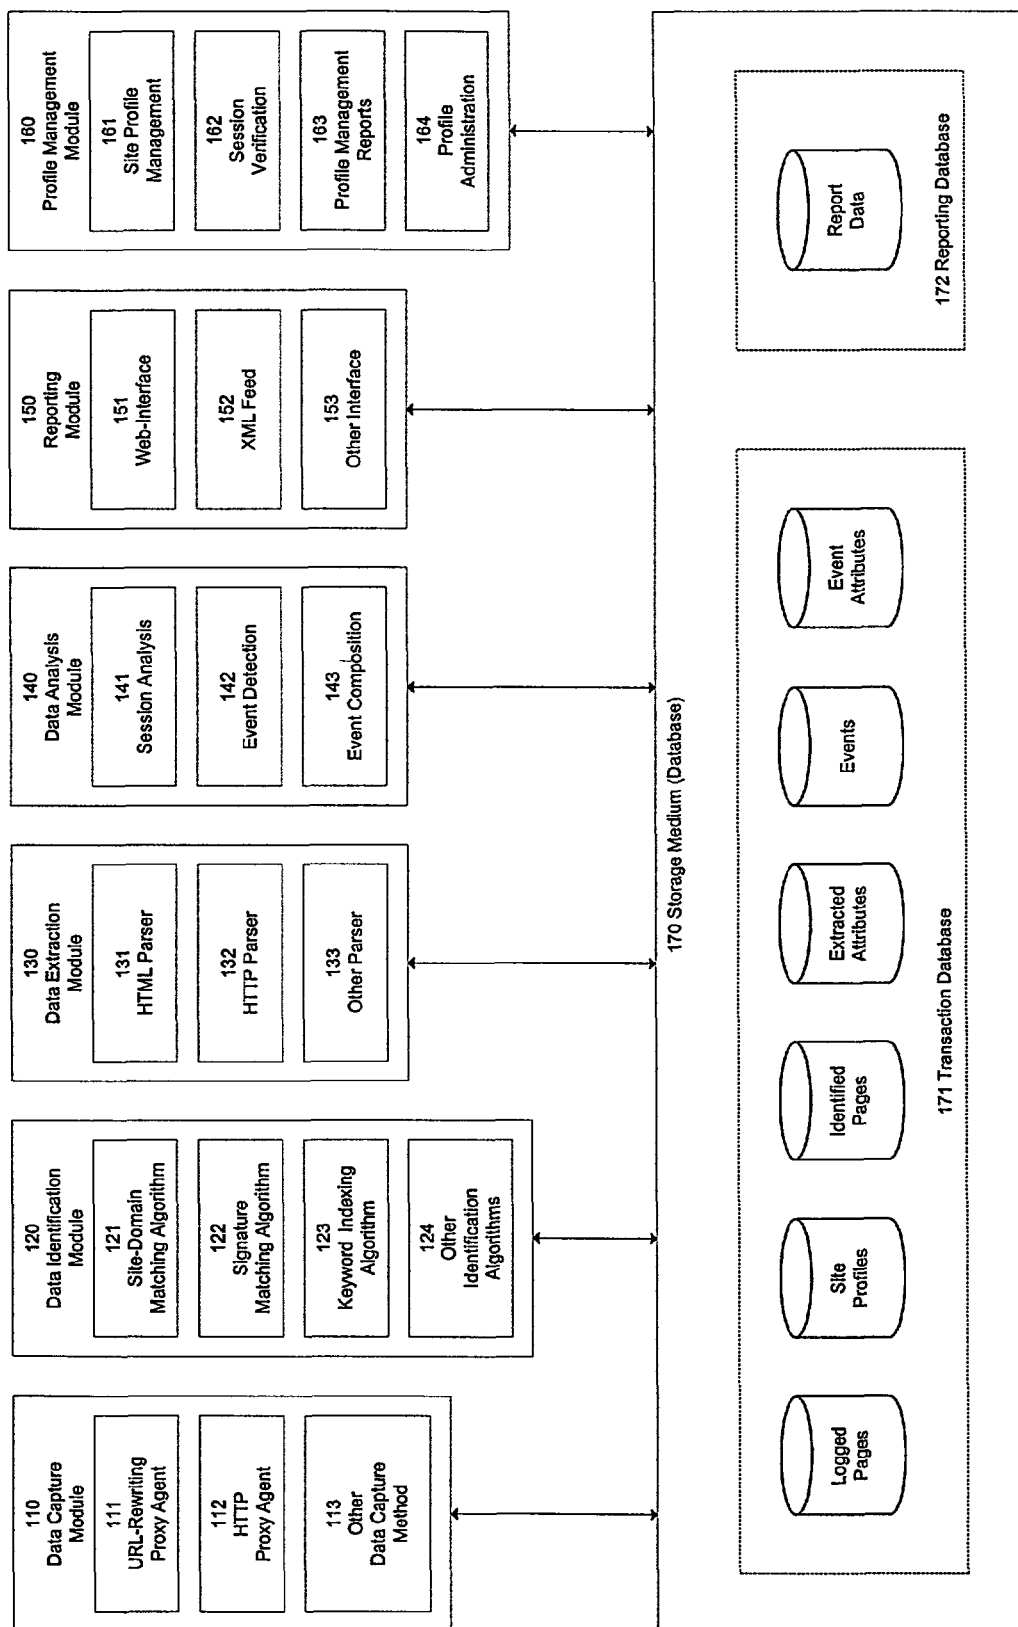 110
Data Capture
Module
111
URL-Rewriting
Proxy Agent
112
HTTP
Proxy Agent
113
Other
Data Capture
Method
120
Data Identification
Module
121
Site-Domain
Matching Algorithm
122
Signature
Matching Algorithm
123
Keyword Indexing
Algorithm
124
Other
Identification
Algorithms
130
Data Extraction
Module
131
HTML Parser
132
HTTP Parser
133
Other Parser
140
Data Analysis
Module
141
Session Analysis
142
Event Detection
143
Event Composition
150
Reporting
Module
151
Web-Interface
152
XML Feed
153
Other Interface
160
Profile Management
Module
161
Site Profile
Management
162
Session
Verification
163
Profile Management
Reports
164
Profile
Administration
170 Storage Medium (Database)
Logged
Pages
Site
Profiles
Identified
Pages
Extracted
Attributes
Events
Event
Attributes
171 Transaction Database
Report
Data
172 Reporting Database